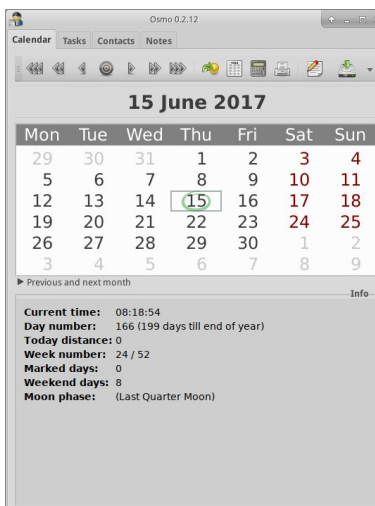 Osmo 0.2.12
Calendar Tasks Contacts Notes
15 June 2017
Mon Tue Wed Thu Fri Sat Sun
29 30 31 1 2 3 4
5 6 7 8 9 10 11
12 13 14 15 16 17 18
19 20 21 22 23 24 25
26 27 28 29 30 1 2
3 4 5 6 7 8 9
Previous and next month
Info
Current time: 08:18:54
Day number: 166 (199 days till end of year)
Today distance: 0
Week number: 24 / 52
Marked days: 0
Weekend days: 8
Moon phase: (Last Quarter Moon)